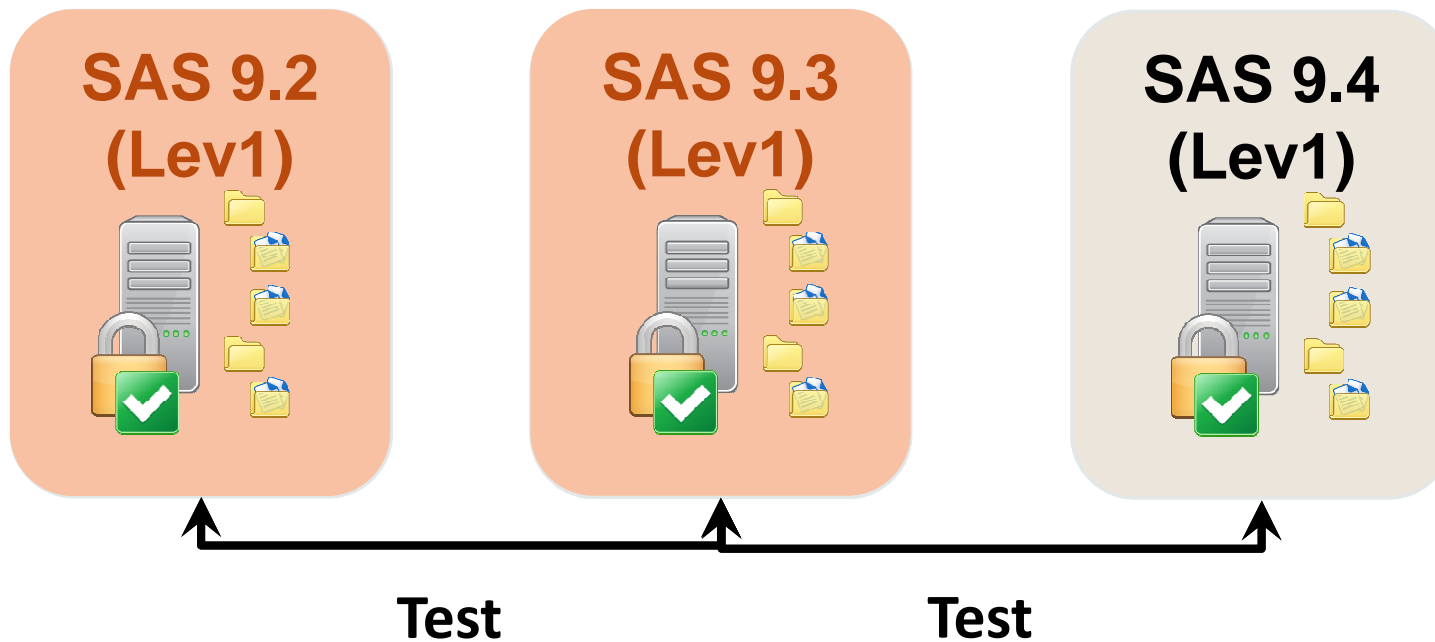 SAS 9.2
(Lev1)
SAS 9.3
(Lev1)
SAS 9.4
(Lev1)
Test
Test